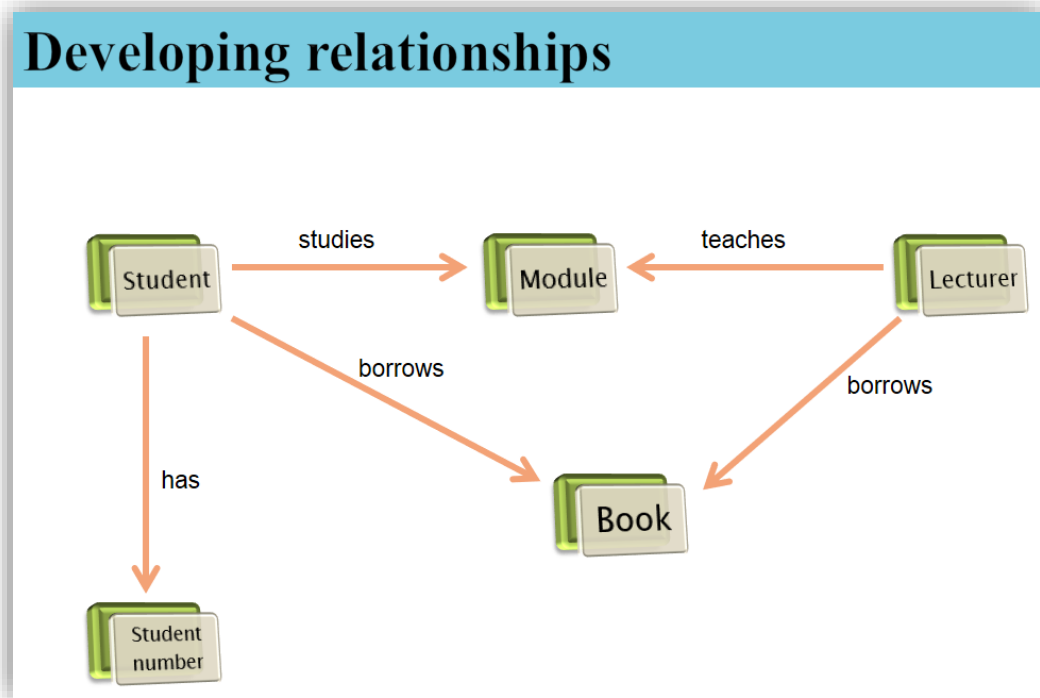 Developing relationships
studies
teaches
Student
Module
Lecturer
borrows
borrows
has
Book
Student
number